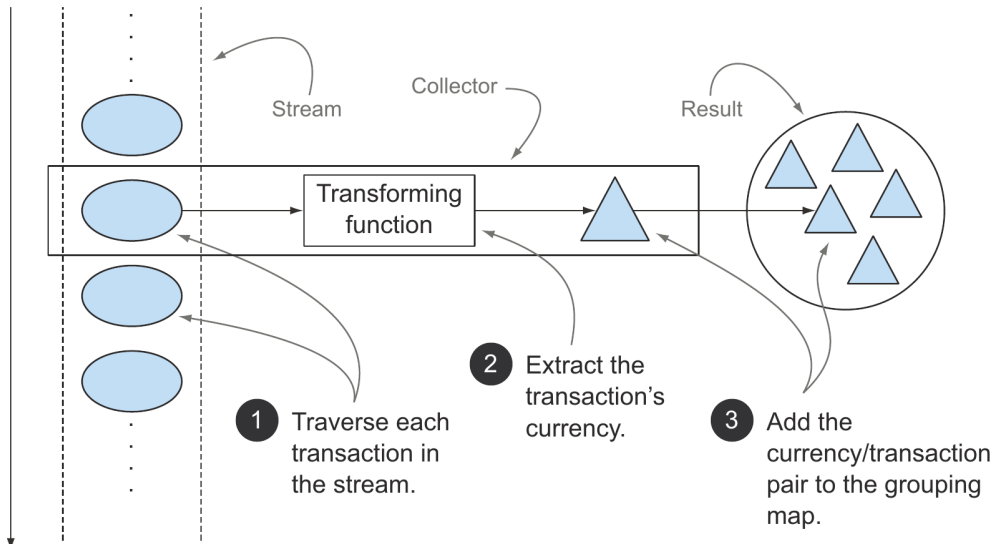 Stream
Collector
Result
Transforming
function
1
Traverse each
transaction in
the stream.
2
Extract the
transaction's
currency.
3
Add the
currency/transaction
pair to the grouping
map.